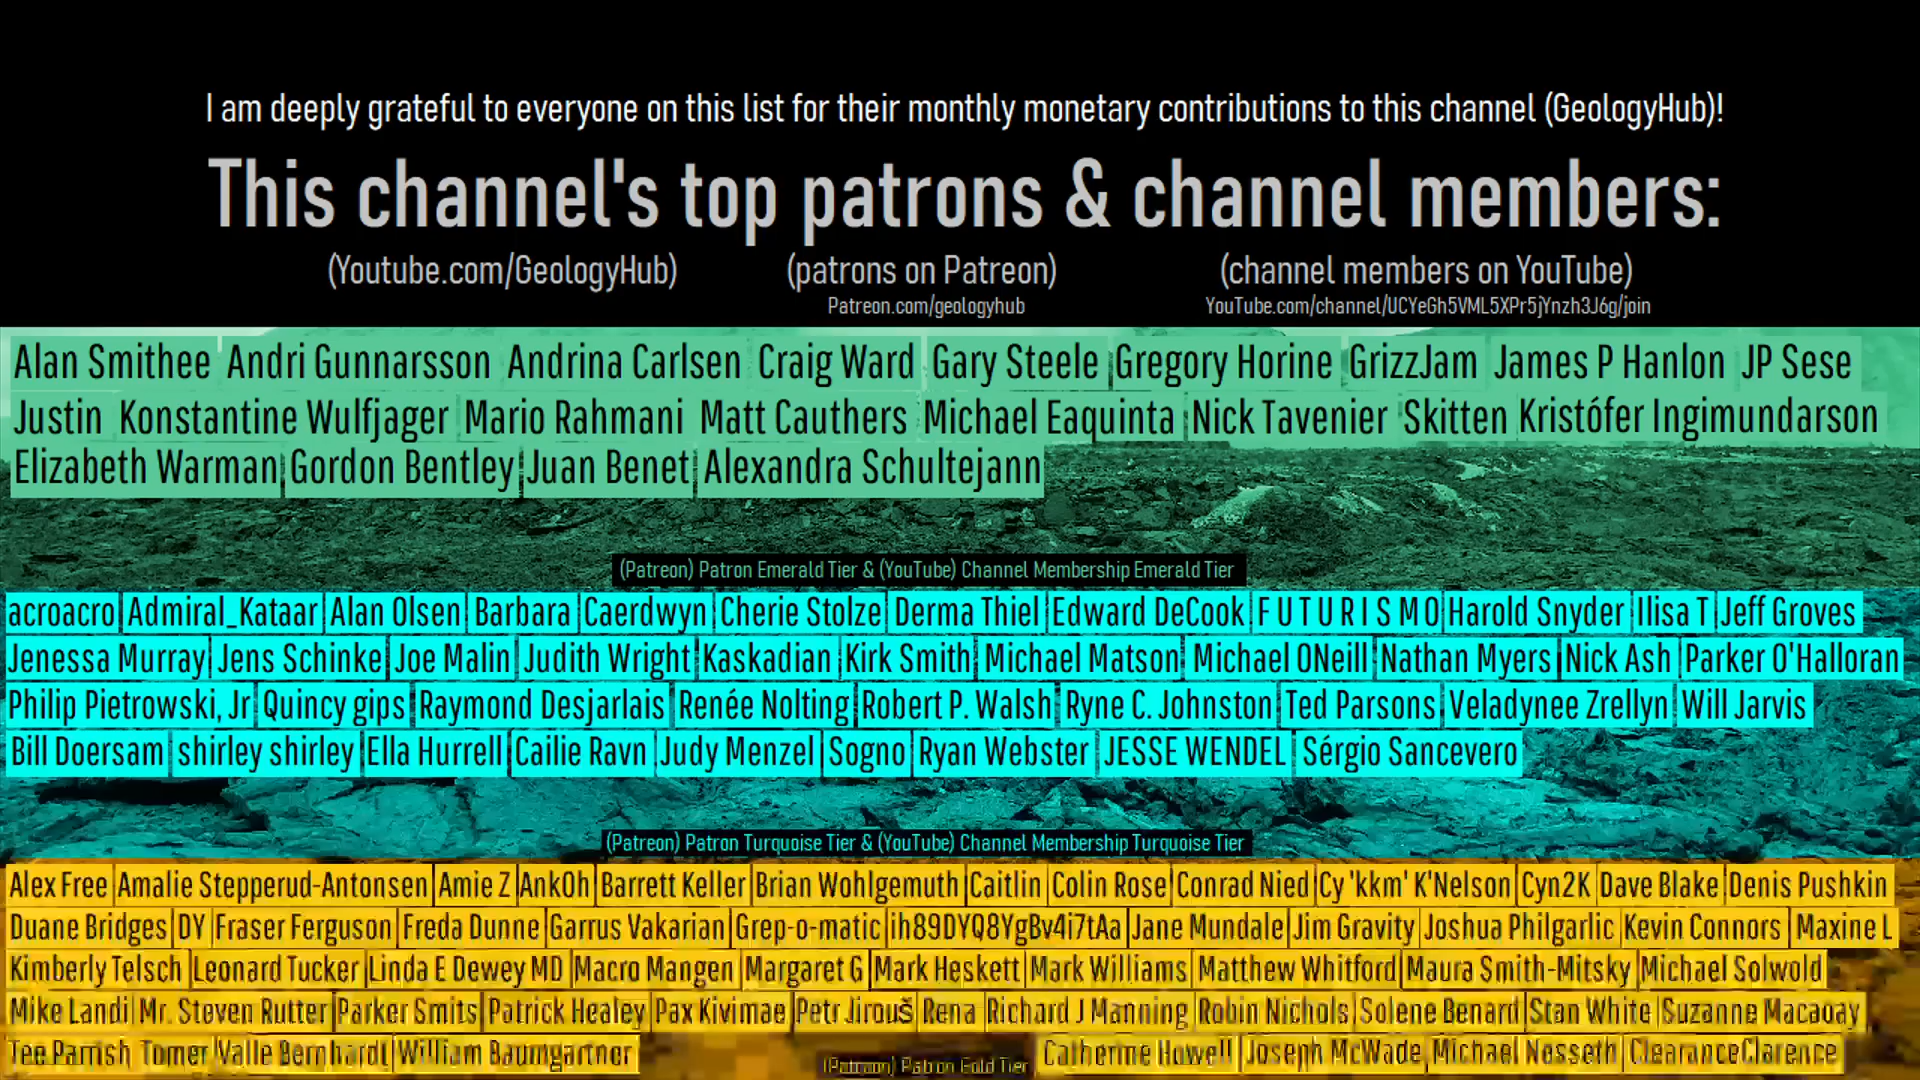 I am deeply grateful to everyone on this list for their monthly monetary contributions to this channel (GeologyHub)!
This channel's top patrons & channel members:
(Youtube.com/GeologyHub) (patrons on Patreon) (channel members on YouTube)
Patreon.com/geologyhub YouTube.com/channel/UCYeGh5VML5XPr5jYnzh3J6g/join
Alan Smithee Andri Gunnarsson Andrina Carlsen Craig Ward Gary Steele Gregory Horine GrizzJam James P Hanlon JP Sese
Justin Konstantine Wulfjager Mario Rahmani Matt Cauthers Michael Eaquinta Nick Tavenier Skitten Kristófer Ingimundarson
Elizabeth Warman Gordon Bentley Juan Benet Alexandra Schultejann
(Patreon) Patron Emerald Tier & (YouTube) Channel Membership Emerald Tier
acroacro Admiral_Kataar Alan Olsen Barbara Caerdwyn Cherie Stolze Derma Thiel Edward DeCook F U T U R I S M O Harold Snyder Ilisa T Jeff Groves
Jenessa Murray Jens Schinke Joe Malin Judith Wright Kaskadian Kirk Smith Michael Matson Michael ONeill Nathan Myers Nick Ash Parker O'Halloran
Philip Pietrowski, Jr Quincy gips Raymond Desjarlais Renée Nolting Robert P. Walsh Ryne C. Johnston Ted Parsons Veladynee Zrellyn Will Jarvis
Bill Doersam shirley shirley Ella Hurrell Cailie Ravn Judy Menzel Sogno Ryan Webster JESSE WENDEL Sérgio Sancevero
(Patreon) Patron Turquoise Tier & (YouTube) Channel Membership Turquoise Tier
Alex Free Amalie Stepperud-Antonsen Amie Z AnkOh Barrett Keller Brian Wohlgemuth Caitlin Colin Rose Conrad Nied Cy 'kkm' K'Nelson Cyn2K Dave Blake Denis Pushkin
Duane Bridges DY Fraser Ferguson Freda Dunne Garrus Vakarian Grep-o-matic ih89DYQ8YgBv4i7tAa Jane Mundale Jim Gravity Joshua Philgarlic Kevin Connors Maxine L
Kimberly Telsch Leonard Tucker Linda E Dewey MD Macro Mangen Margaret G Mark Heskett Mark Williams Matthew Whitford Maura Smith-Mitsky Michael Solwold
Mike Landi Mr. Steven Rutter Parker Smits Patrick Healey Pax Kivimae Petr Jirouš Rena Richard J Manning Robin Nichols Solene Benard Stan White Suzanne Macaoay
Tee Parrish Tomer Valle Bernhardt William Baumgartner (Patreon) Patron Gold Tier Catherine Howell Joseph McWade Michael Nesseth ClearanceClarence